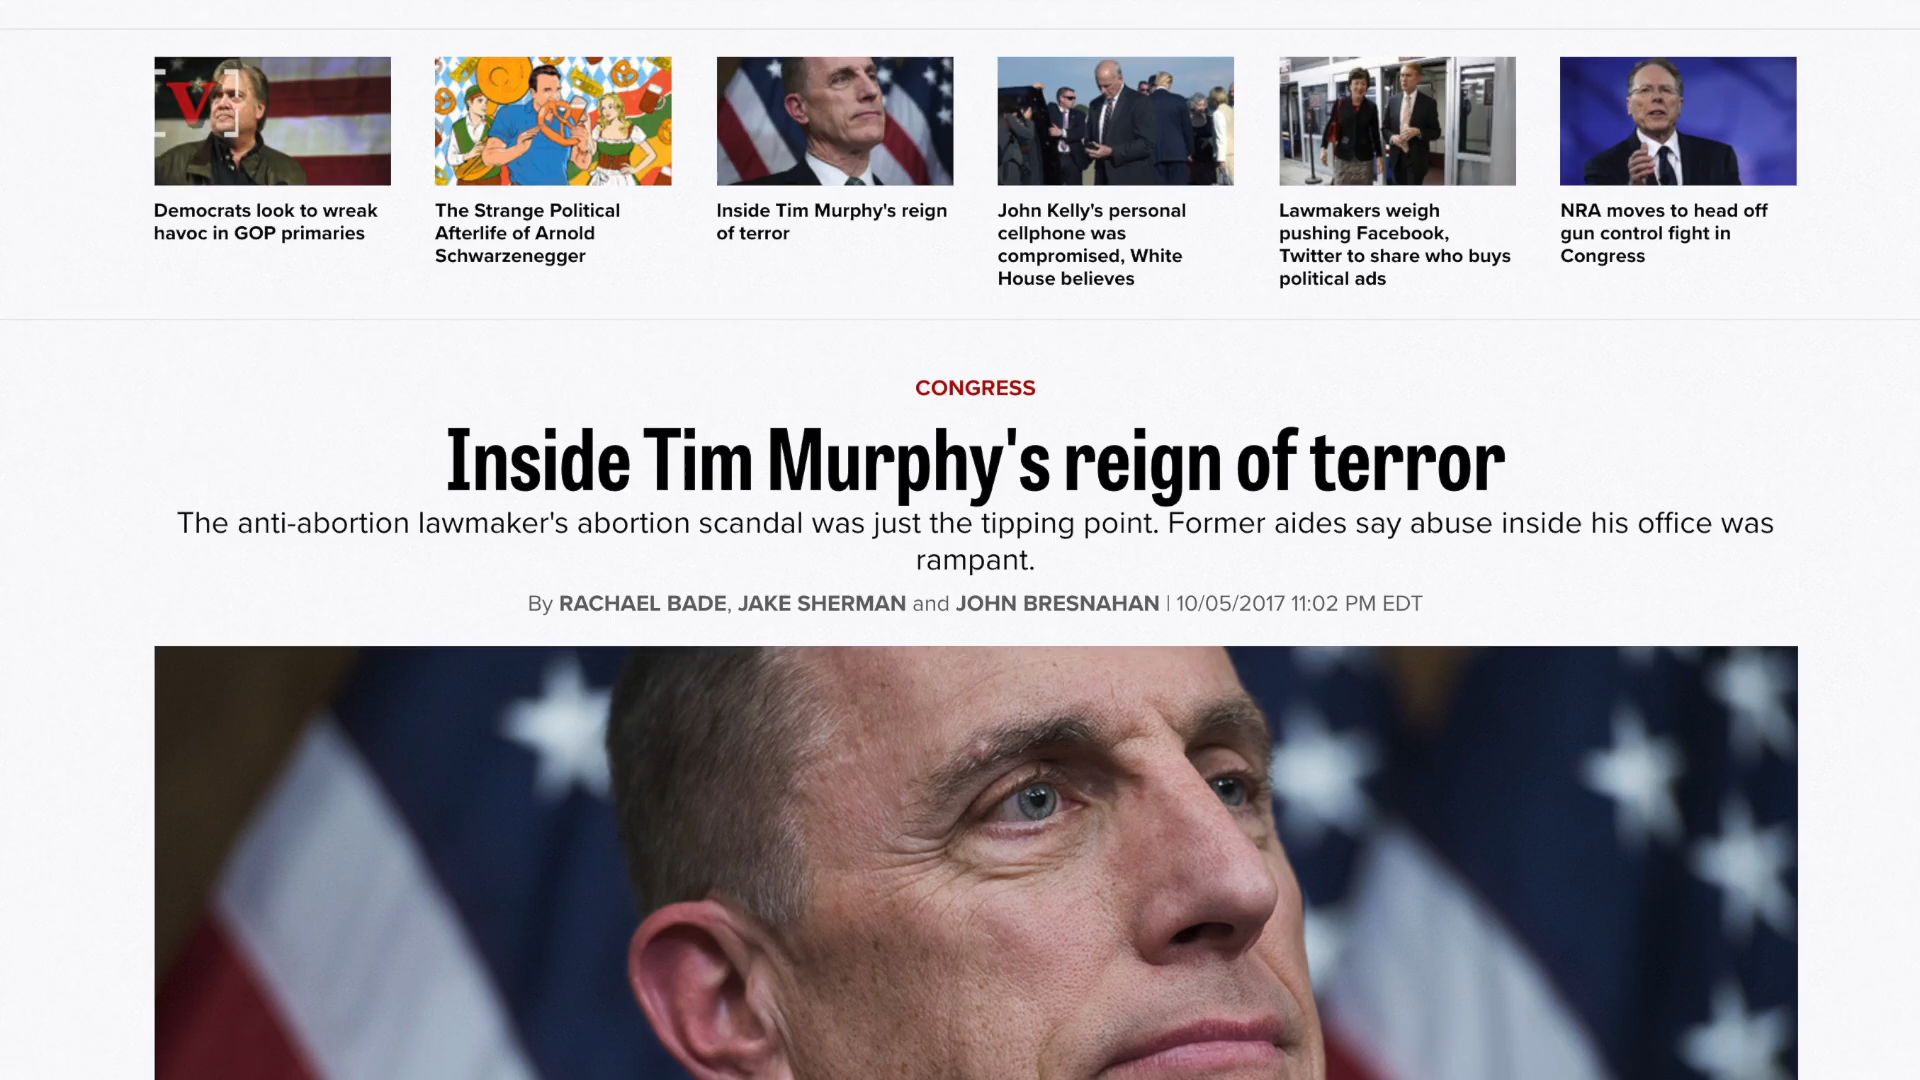 [V]
Democrats look to wreak
havoc in GOP primaries
The Strange Political
Afterlife of Arnold
Schwarzenegger
Inside Tim Murphy's reign
of terror
John Kelly's personal
cellphone was
compromised, White
House believes
Lawmakers weigh
pushing Facebook,
Twitter to share who buys
political ads
NRA moves to head off
gun control fight in
Congress
CONGRESS
Inside Tim Murphy's reign of terror
The anti-abortion lawmaker's abortion scandal was just the tipping point. Former aides say abuse inside his office was
rampant.
By RACHAEL BADE, JAKE SHERMAN and JOHN BRESNAHAN | 10/05/2017 11:02 PM EDT